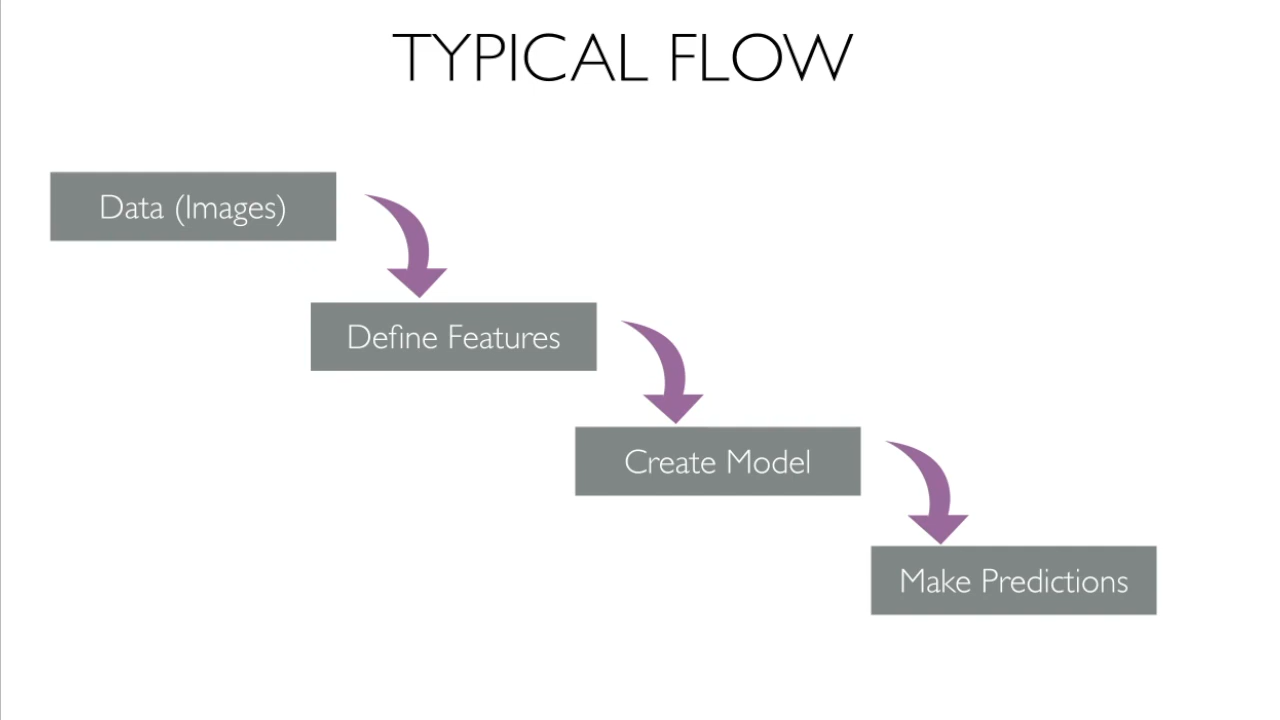 TYPICAL FLOW
Data (Images)
Define Features
Create Model
Make Predictions